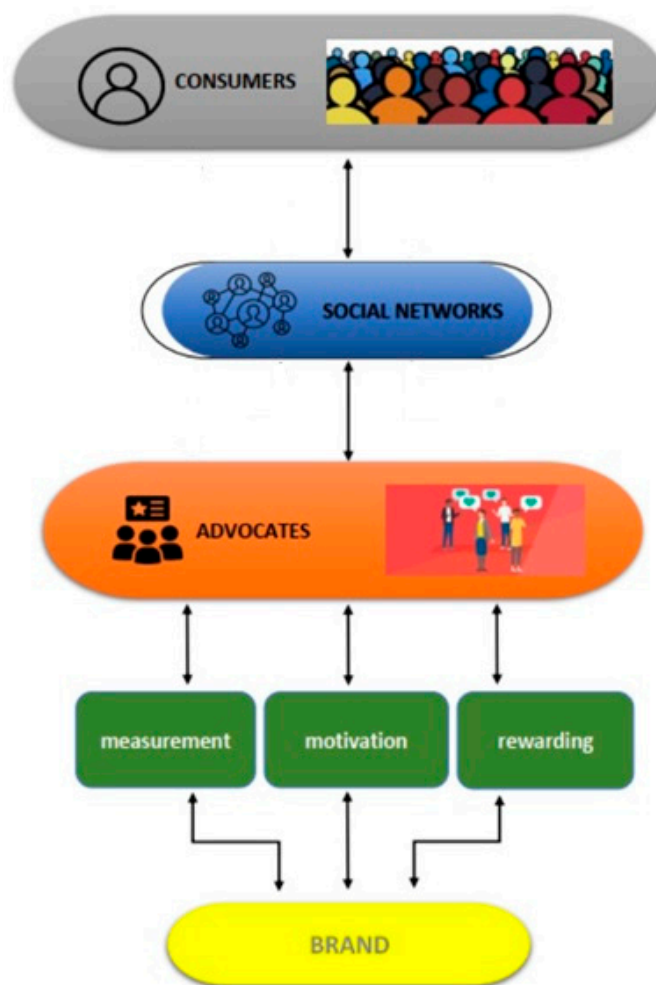 CONSUMERS
SOCIAL NETWORKS
ADVOCATES
measurement
motivation
rewarding
BRAND